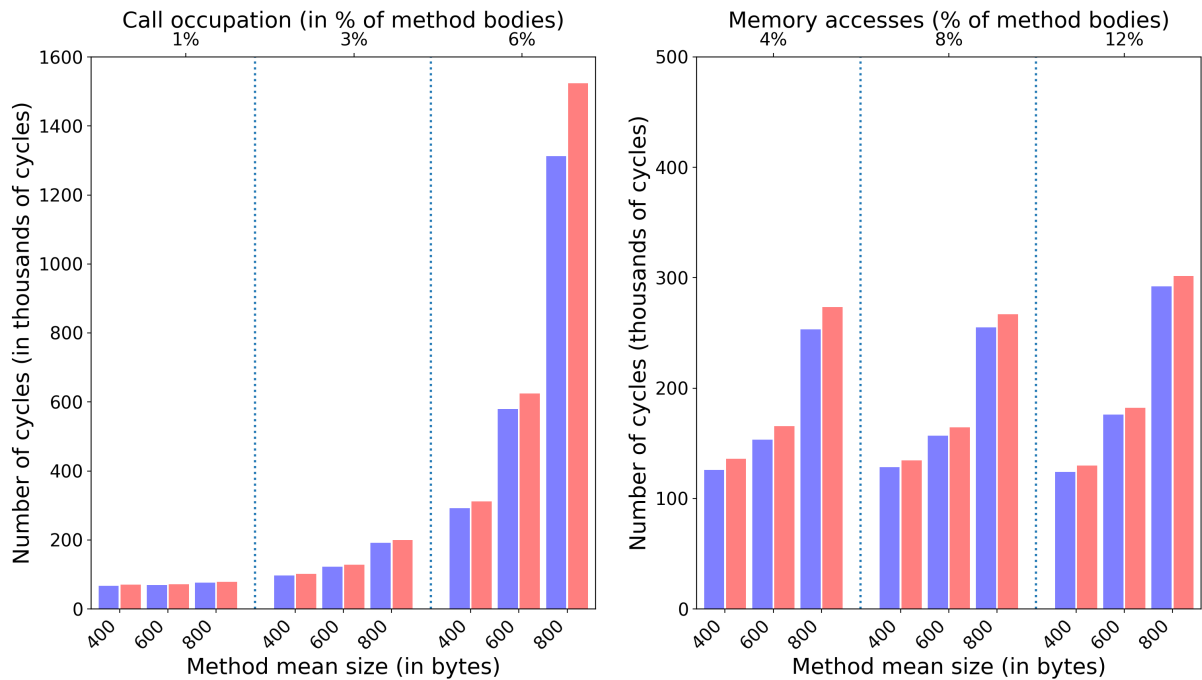 Call occupation (in % of method bodies)
1% 3% 6%
1600
1400
1200
1000
800
600
400
200
0
Number of cycles (in thousands of cycles)
400 600 800 400 600 800 400 600 800
Method mean size (in bytes)
Memory accesses (% of method bodies)
4% 8% 12%
500
400
300
200
100
0
Number of cycles (thousands of cycles)
400 600 800 400 600 800 400 600 800
Method mean size (in bytes)